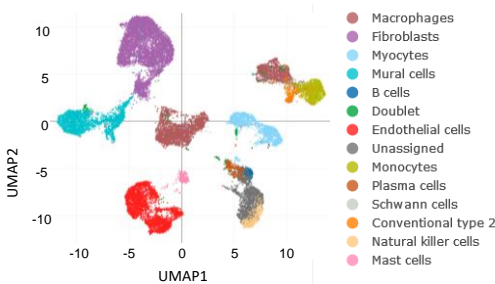 10
5
0
-5
-10
UMAP2
-10
-5
0
5
10
UMAP1
Macrophages
Fibroblasts
Myocytes
Mural cells
B cells
Doublet
Endothelial cells
Unassigned
Monocytes
Plasma cells
Schwann cells
Conventional type 2
Natural killer cells
Mast cells